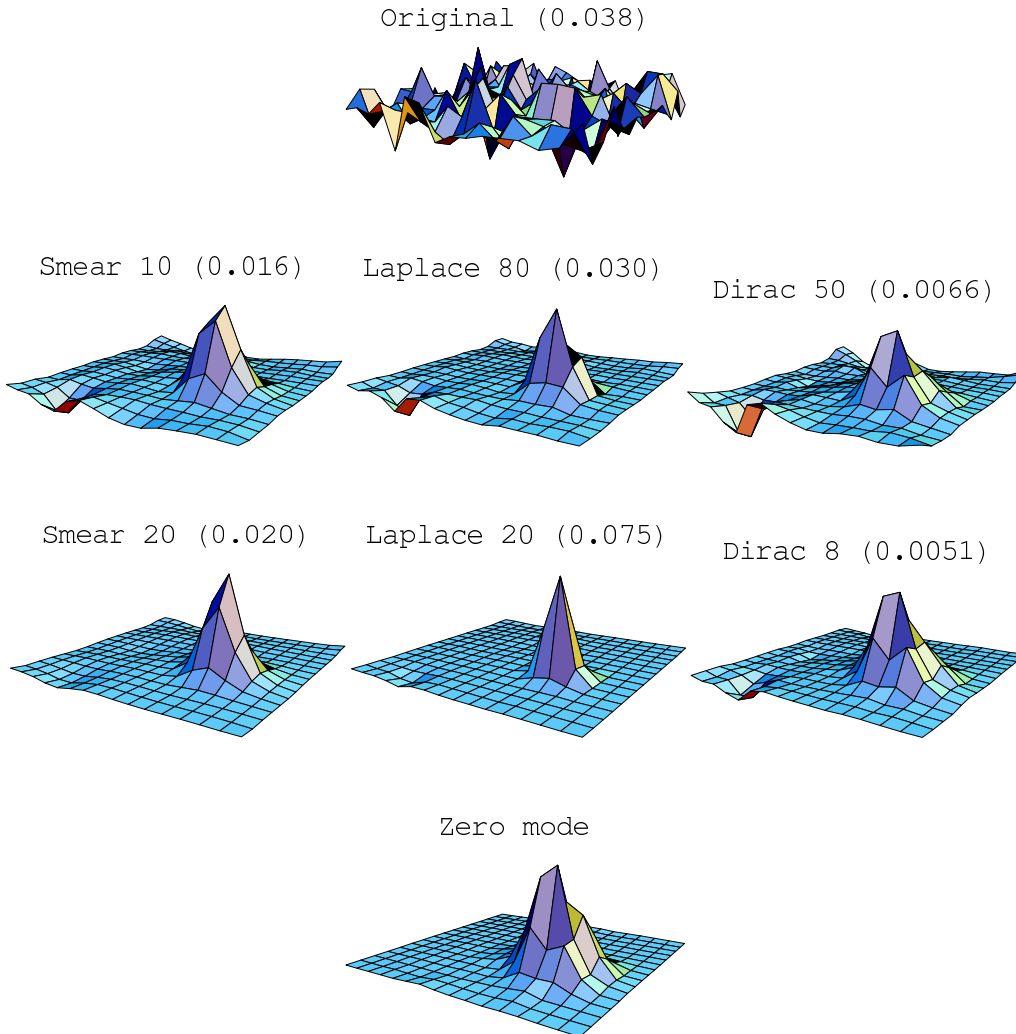 Original (0.038)
Smear 10 (0.016)
Laplace 80 (0.030)
Dirac 50 (0.0066)
Smear 20 (0.020)
Laplace 20 (0.075)
Dirac 8 (0.0051)
Zero mode